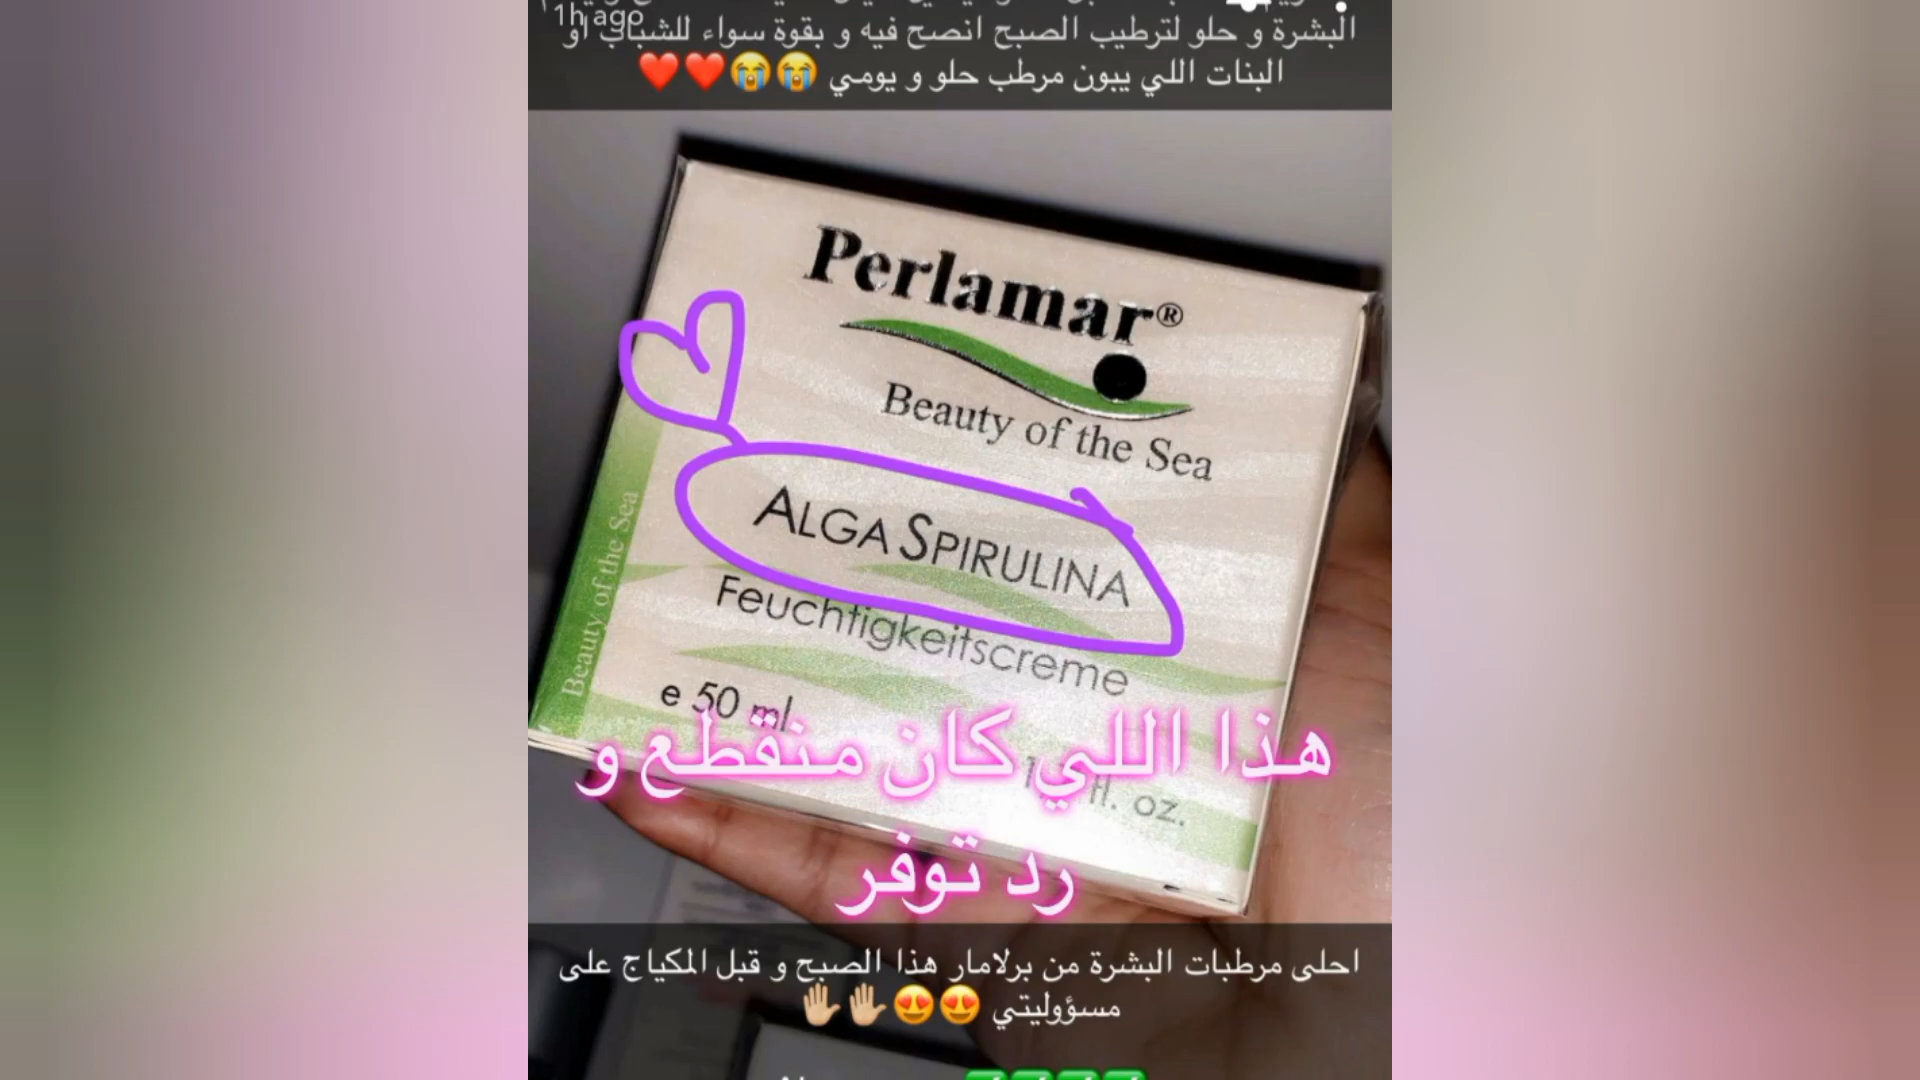 1h ago
البشرة و حلو لترطيب الصبح انصح فيه و بقوة سواء للشباب او
البنات اللي يبون مرطب حلو و يومي 😭😭❤️❤️
Perlamar®
Beauty of the Sea
ALGA SPIRULINA
Feuchtigkeitscreme
e 50 ml
fl. oz.
Beauty of the Sea
هذا اللي كان منقطع و
رد توفر
احلى مرطبات البشرة من برلامار هذا الصبح و قبل المكياج على
مسؤوليتي 😍😍✋🏼✋🏼